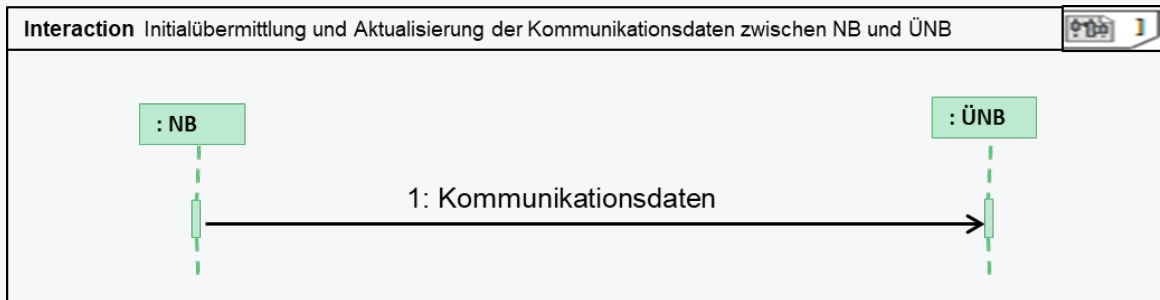 Interaction Initialübermittlung und Aktualisierung der Kommunikationsdaten zwischen NB und ÜNB
: NB
: ÜNB
1: Kommunikationsdaten